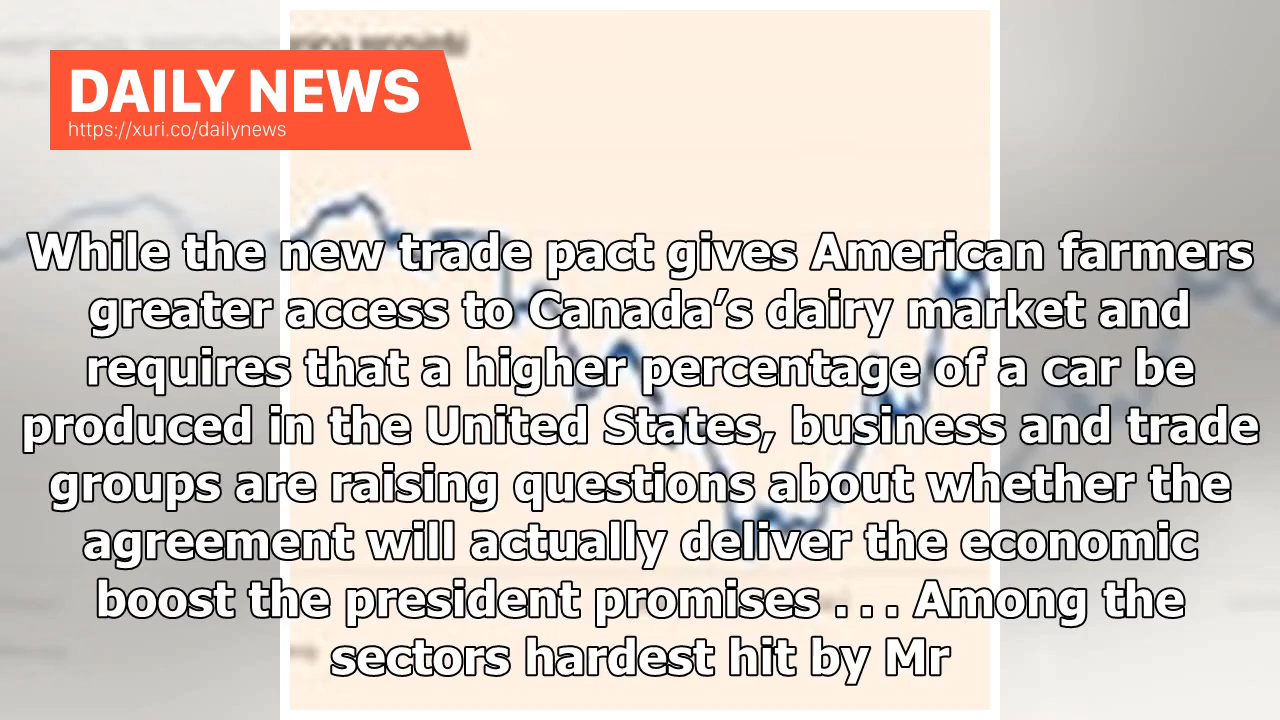 DAILY NEWS
https://xuri.co/dailynews
While the new trade pact gives American farmers
greater access to Canada’s dairy market and
requires that a higher percentage of a car be
produced in the United States, business and trade
groups are raising questions about whether the
agreement will actually deliver the economic
boost the president promises . . . Among the
sectors hardest hit by Mr